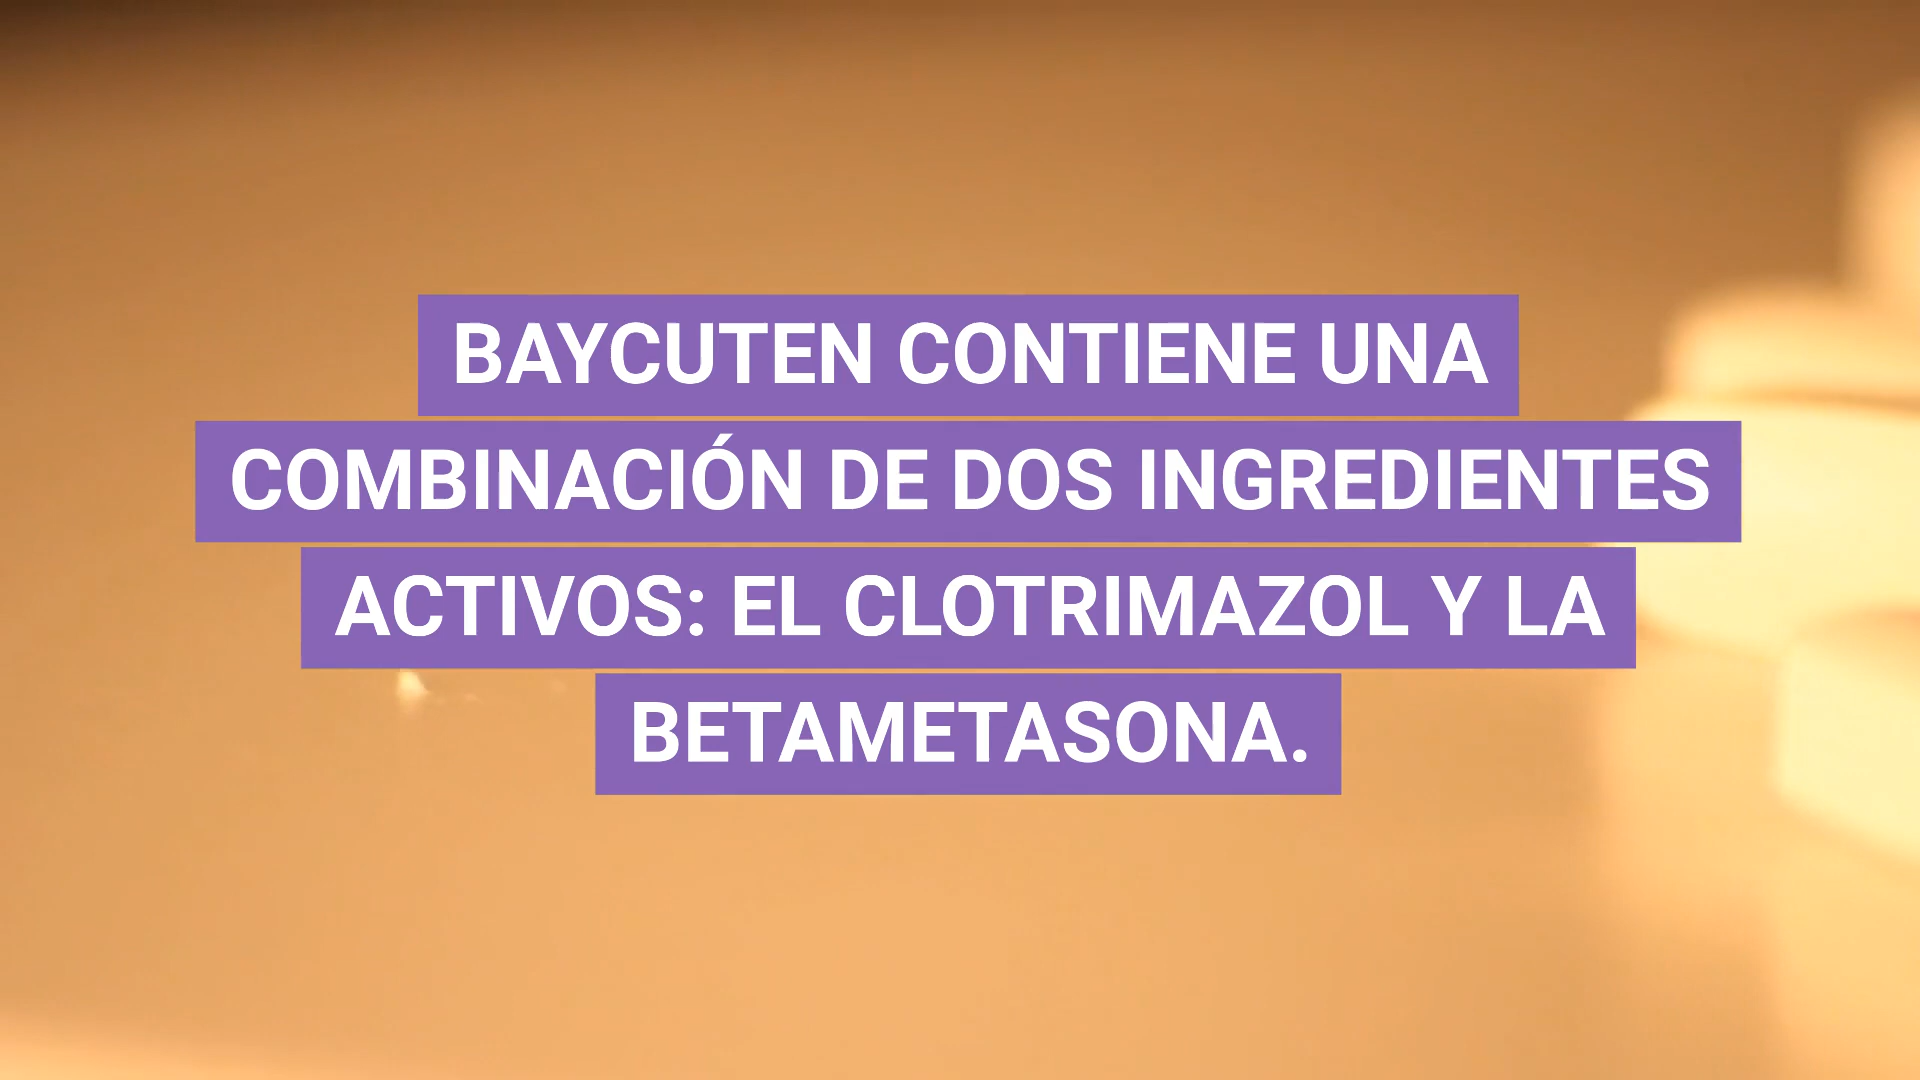 BAYCUTEN CONTIENE UNA
COMBINACIÓN DE DOS INGREDIENTES
ACTIVOS: EL CLOTRIMAZOL Y LA
BETAMETASONA.